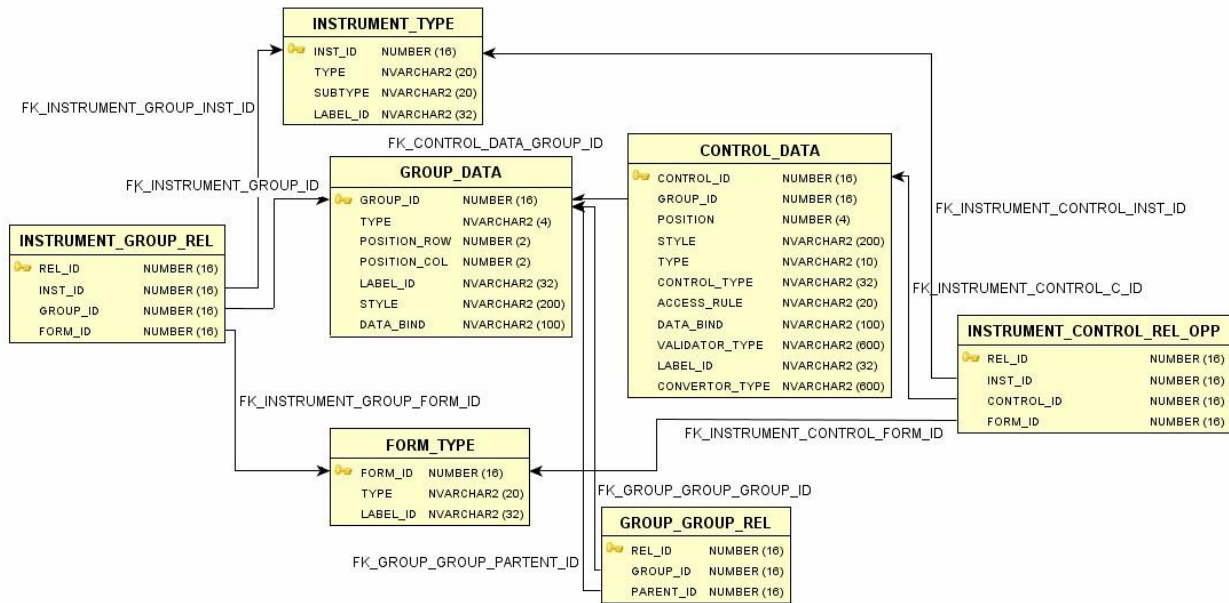 INSTRUMENT_TYPE
INST_ID NUMBER (16)
TYPE NVARCHAR2 (20)
SUBTYPE NVARCHAR2 (20)
LABEL_ID NVARCHAR2 (32)
FK_INSTRUMENT_GROUP_INST_ID
FK_CONTROL_DATA_GROUP_ID
FK_INSTRUMENT_GROUP_ID
GROUP_DATA
GROUP_ID NUMBER (16)
TYPE NVARCHAR2 (4)
POSITION_ROW NUMBER (2)
POSITION_COL NUMBER (2)
LABEL_ID NVARCHAR2 (32)
STYLE NVARCHAR2 (200)
DATA_BIND NVARCHAR2 (100)
CONTROL_DATA
CONTROL_ID NUMBER (16)
GROUP_ID NUMBER (16)
POSITION NUMBER (4)
STYLE NVARCHAR2 (200)
TYPE NVARCHAR2 (10)
CONTROL_TYPE NVARCHAR2 (32)
ACCESS_RULE NVARCHAR2 (20)
DATA_BIND NVARCHAR2 (100)
VALIDATOR_TYPE NVARCHAR2 (600)
LABEL_ID NVARCHAR2 (32)
CONVERTOR_TYPE NVARCHAR2 (600)
FK_INSTRUMENT_CONTROL_INST_ID
FK_INSTRUMENT_CONTROL_C_ID
INSTRUMENT_GROUP_REL
REL_ID NUMBER (16)
INST_ID NUMBER (16)
GROUP_ID NUMBER (16)
FORM_ID NUMBER (16)
INSTRUMENT_CONTROL_REL_OPP
REL_ID NUMBER (16)
INST_ID NUMBER (16)
CONTROL_ID NUMBER (16)
FORM_ID NUMBER (16)
FK_INSTRUMENT_GROUP_FORM_ID
FK_INSTRUMENT_CONTROL_FORM_ID
FORM_TYPE
FORM_ID NUMBER (16)
TYPE NVARCHAR2 (20)
LABEL_ID NVARCHAR2 (32)
FK_GROUP_GROUP_GROUP_ID
FK_GROUP_GROUP_PARTENT_ID
GROUP_GROUP_REL
REL_ID NUMBER (16)
GROUP_ID NUMBER (16)
PARENT_ID NUMBER (16)